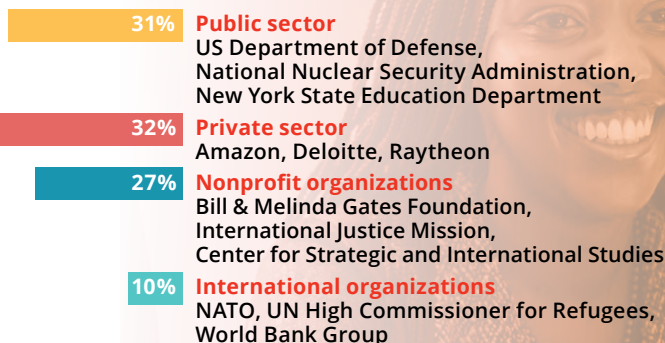 31% Public sector
US Department of Defense,
National Nuclear Security Administration,
New York State Education Department
32% Private sector
Amazon, Deloitte, Raytheon
27% Nonprofit organizations
Bill & Melinda Gates Foundation,
International Justice Mission,
Center for Strategic and International Studies
10% International organizations
NATO, UN High Commissioner for Refugees,
World Bank Group